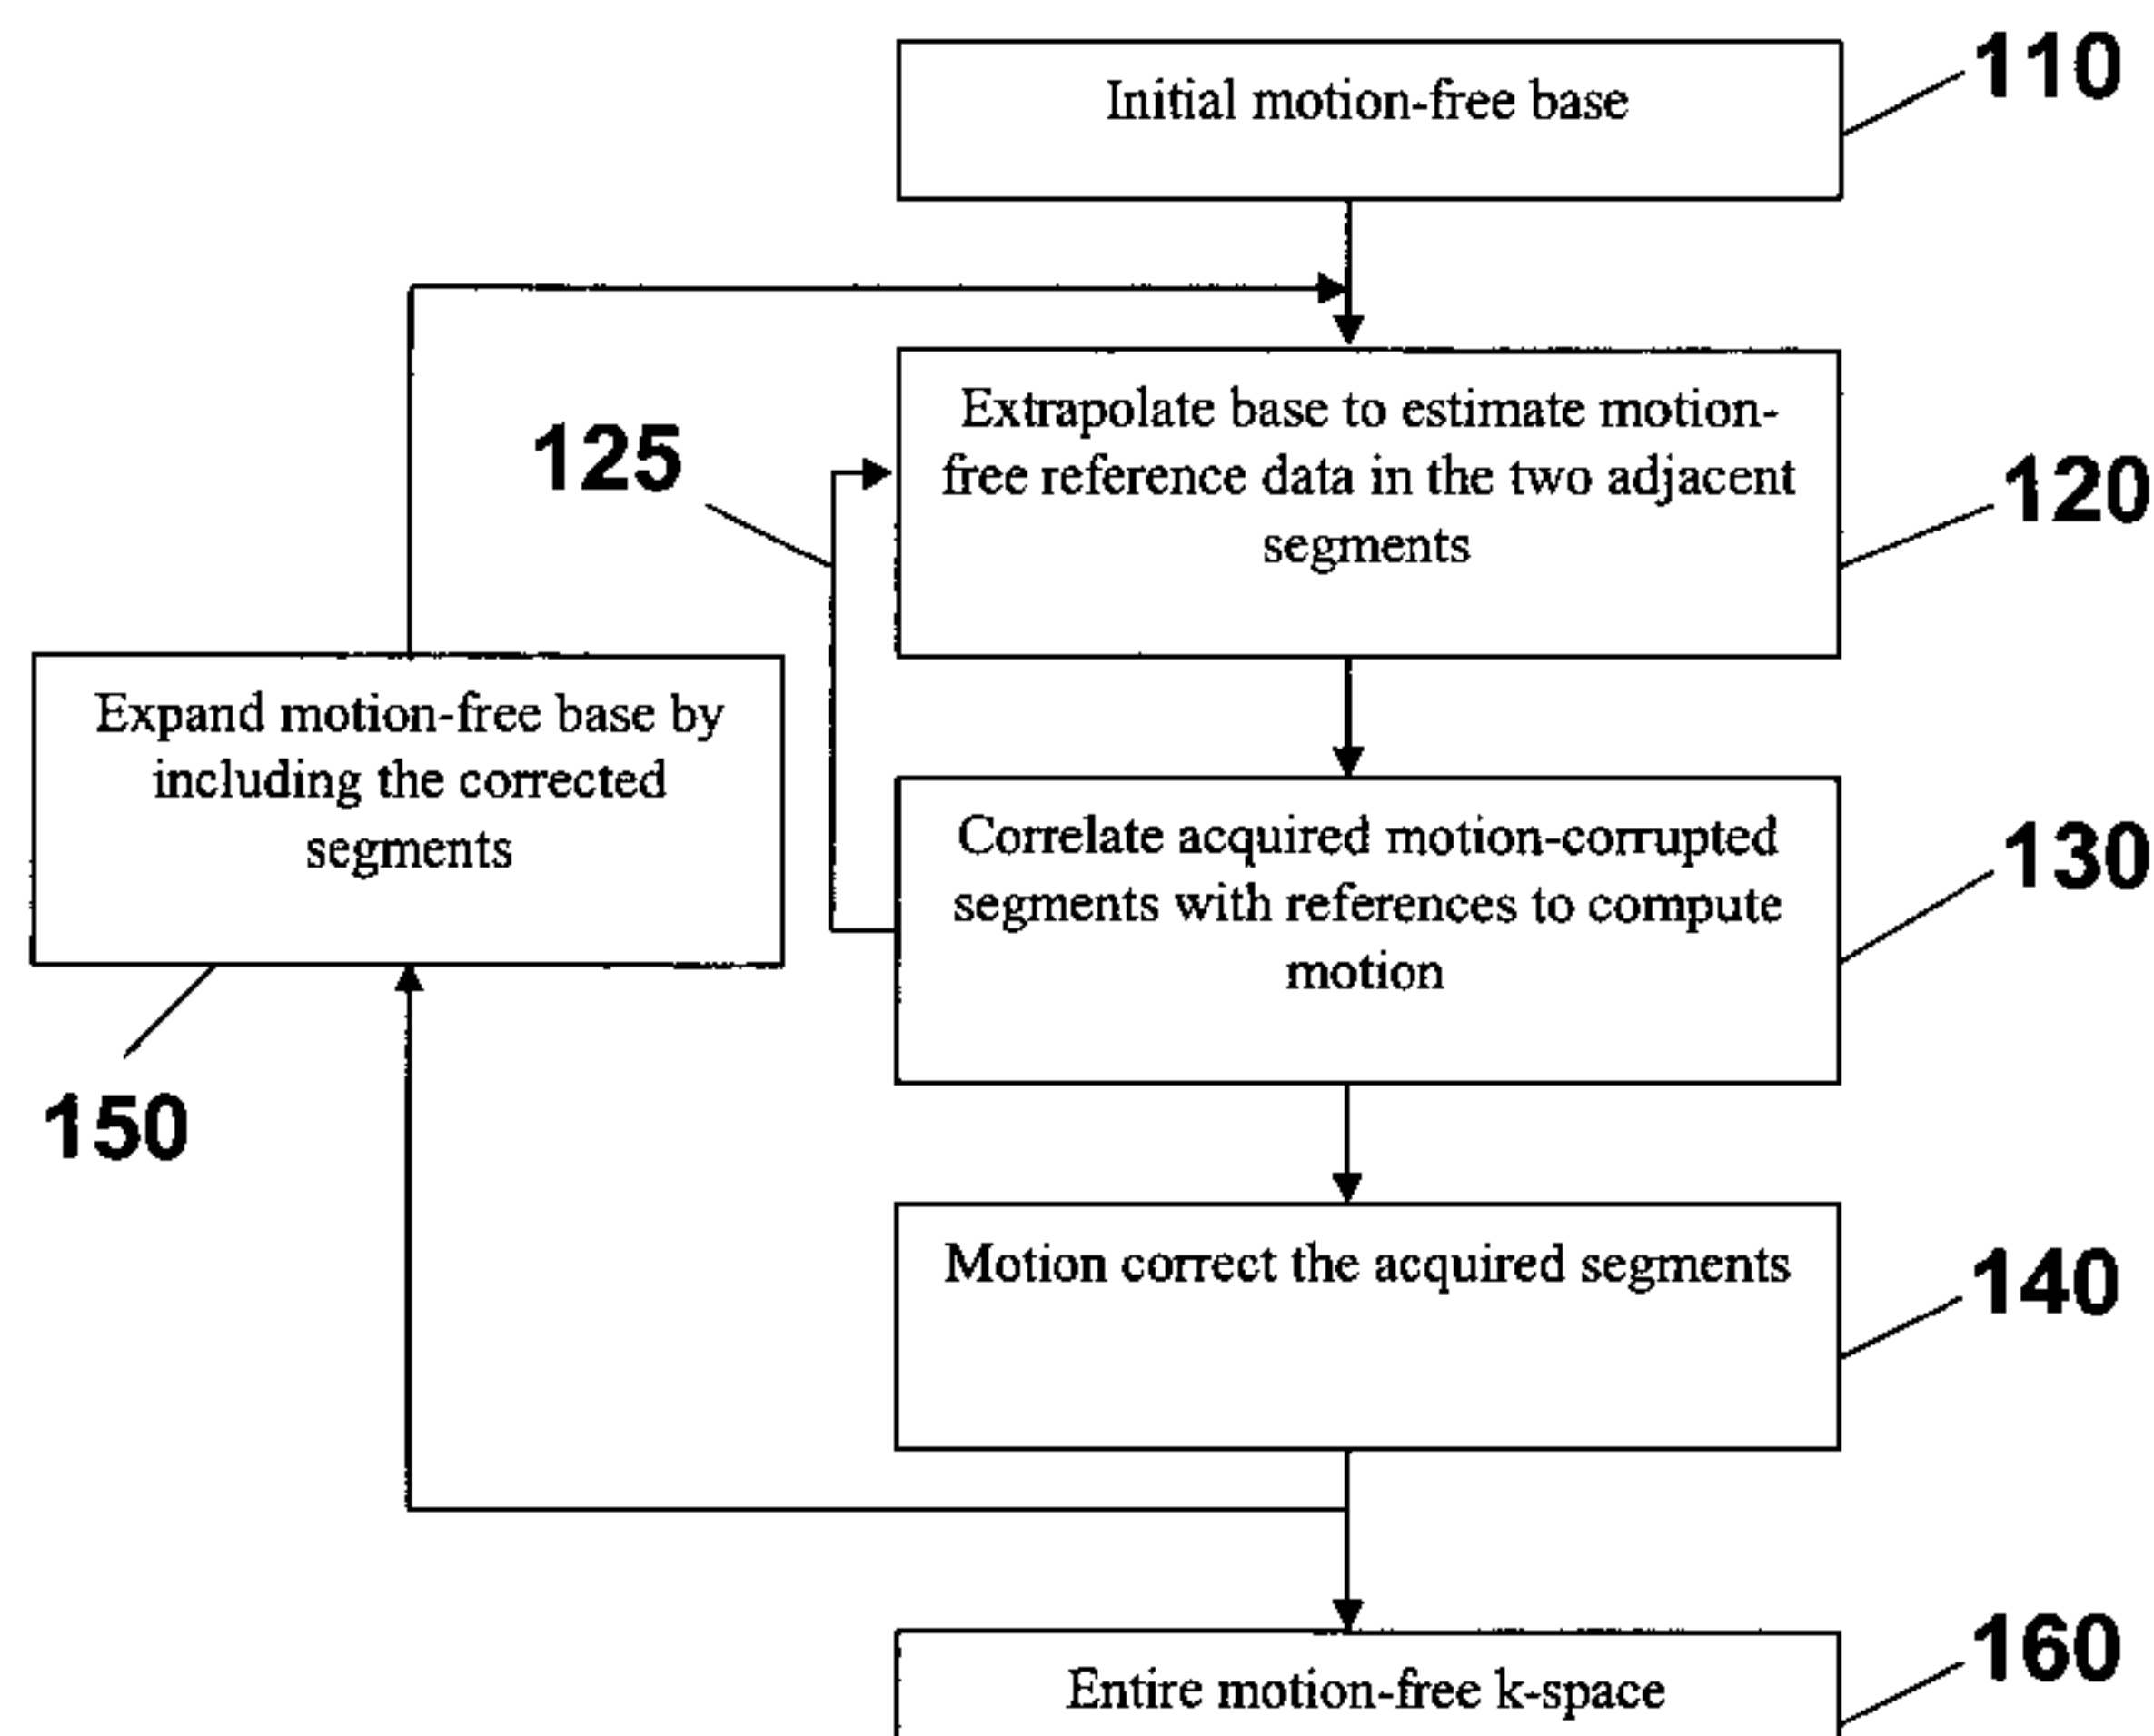 Initial motion-free base
110
Extrapolate base to estimate motion-
free reference data in the two adjacent
segments
125
120
Expand motion-free base by
including the corrected
segments
150
Correlate acquired motion-corrupted
segments with references to compute
motion
130
Motion correct the acquired segments
140
Entire motion-free k-space
160